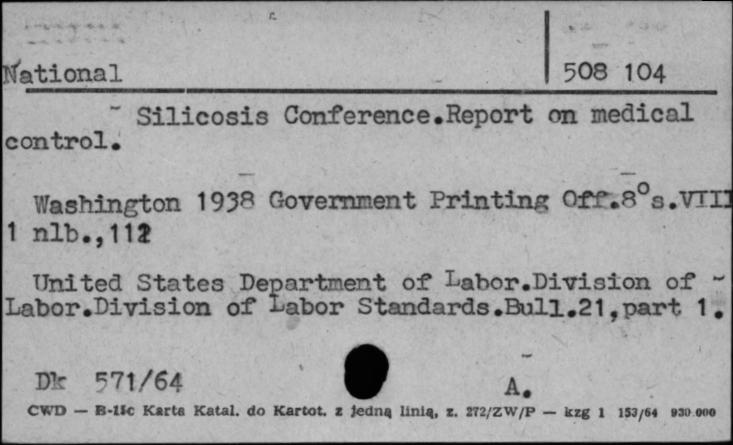 National 508 104
Silicosis Conference.Report on medical
control.
Washington 1938 Government Printing Off.8°s.VIII
1 nlb.,112
United States Department of Labor.Division of -
Labor.Division of Labor Standards.Bull.21,part 1.
Dk 571/64 A.
CWD — B-15c Karta Katal. do Kartot. z jedną linią, z. 272/ZW/P — kzg 1 153/64 930.000